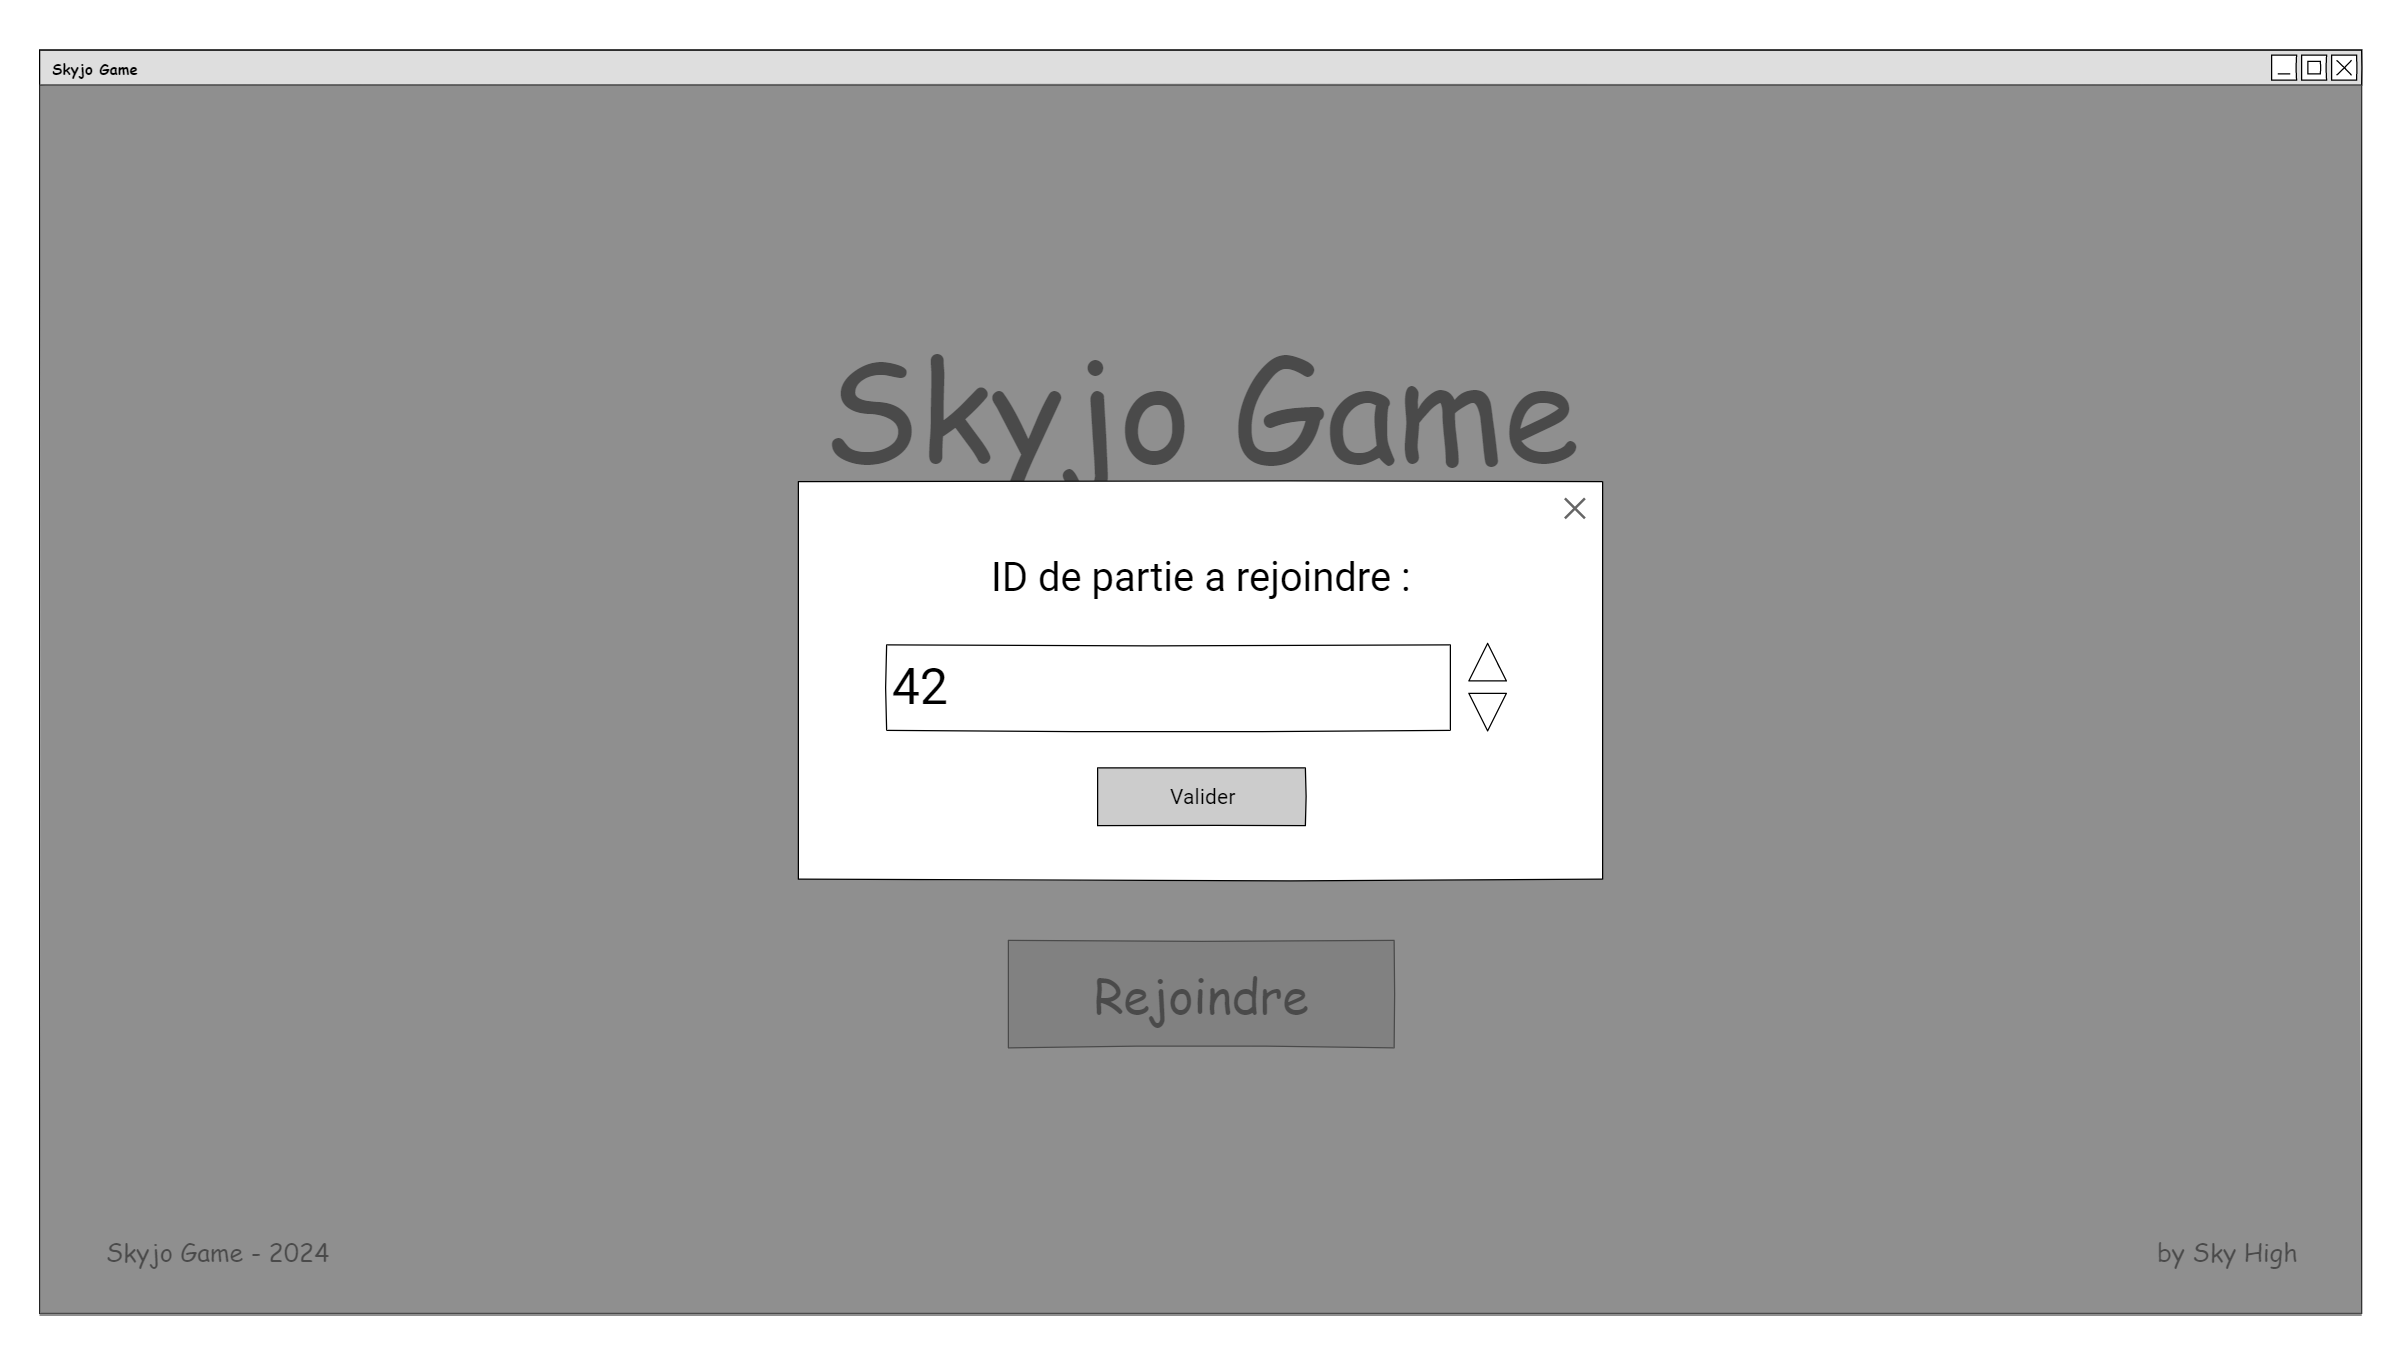 Skyjo Game
Skyjo Game
ID de partie a rejoindre :
42
Valider
Rejoindre
Skyjo Game - 2024
by Sky High